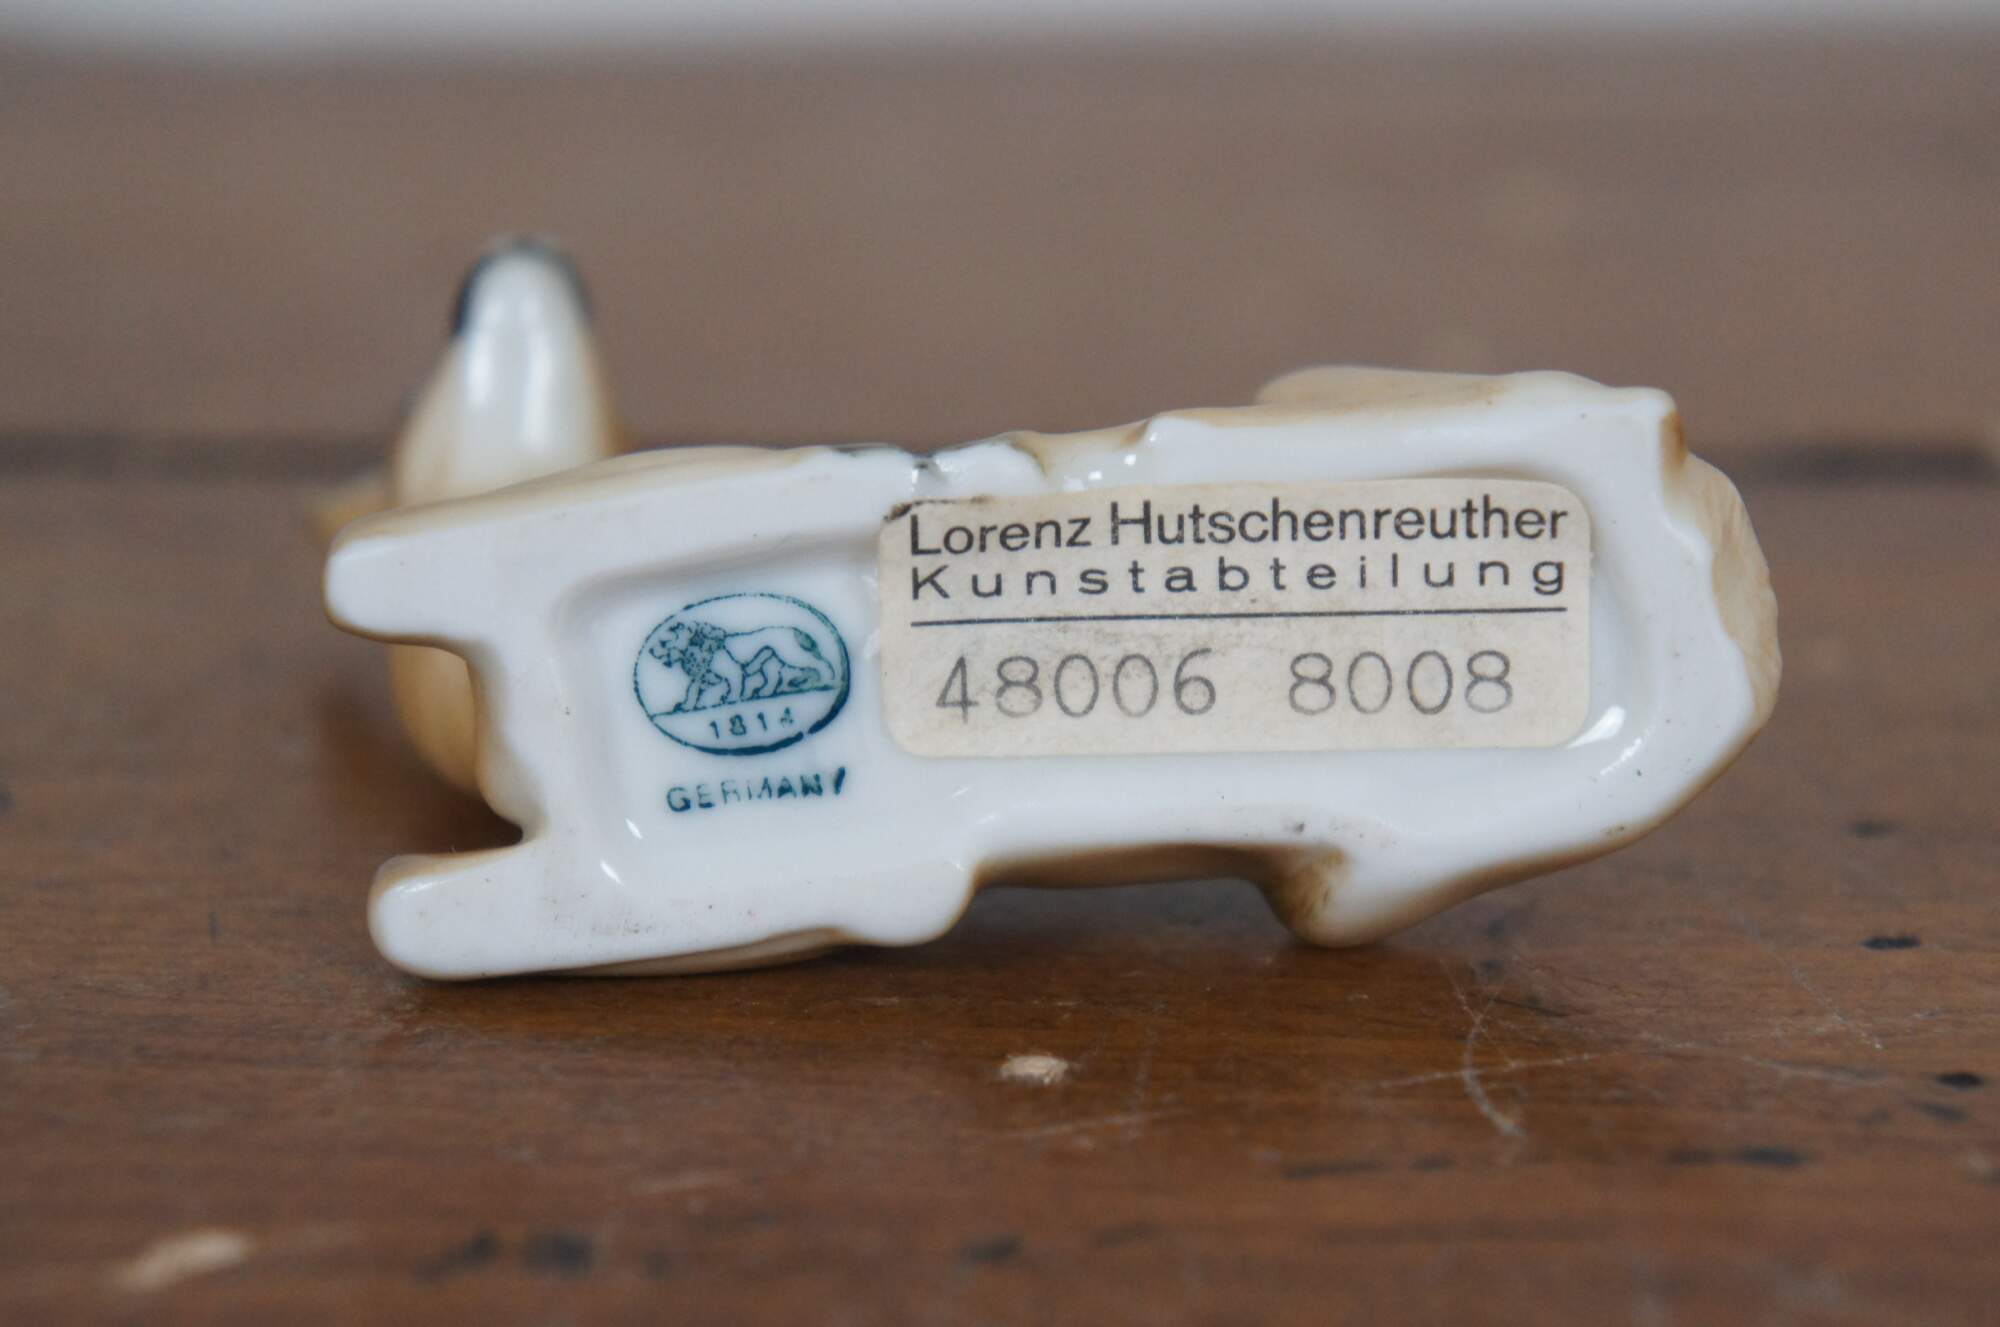 Lorenz Hutschenreuther
Kunstabteilung
48006 8008
1814
GERMANY